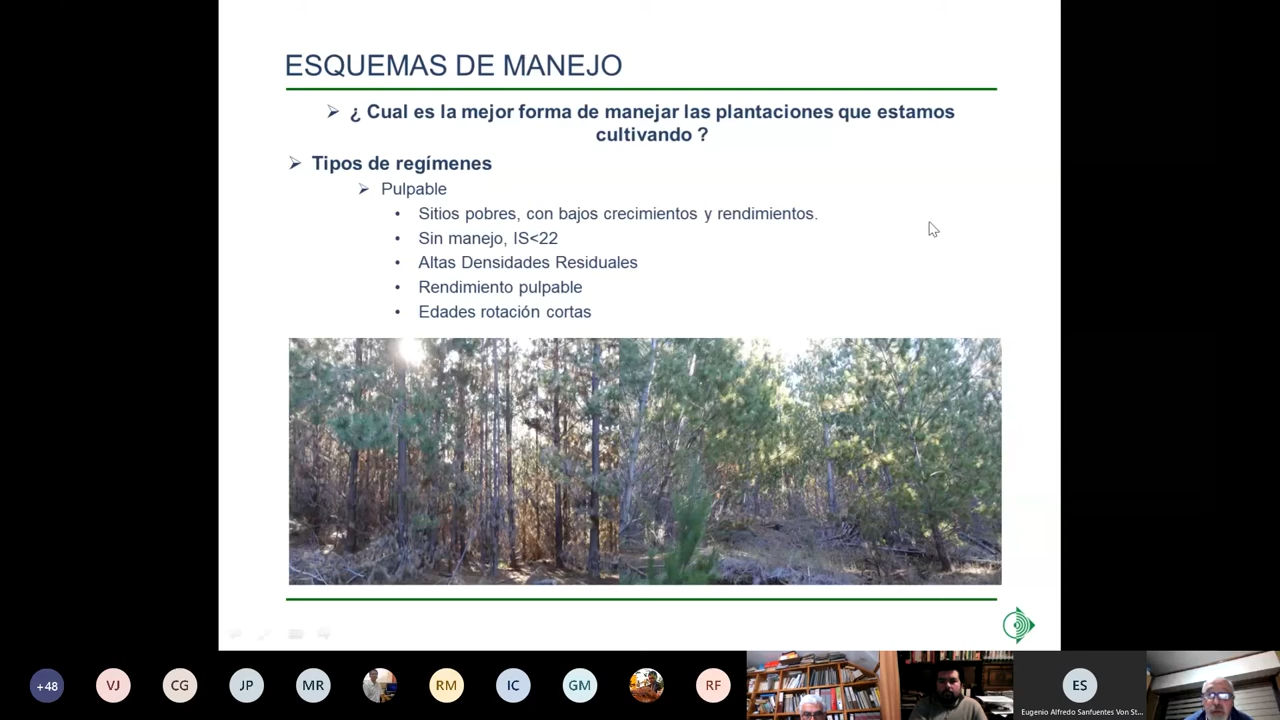 ESQUEMAS DE MANEJO
¿ Cual es la mejor forma de manejar las plantaciones que estamos
cultivando ?
Tipos de regímenes
Pulpable
Sitios pobres, con bajos crecimientos y rendimientos.
Sin manejo, IS<22
Altas Densidades Residuales
Rendimiento pulpable
Edades rotación cortas
+48
VJ
CG
JP
MR
RM
IC
GM
RF
ES
Eugenio Alfredo Sanfuentes Von St...